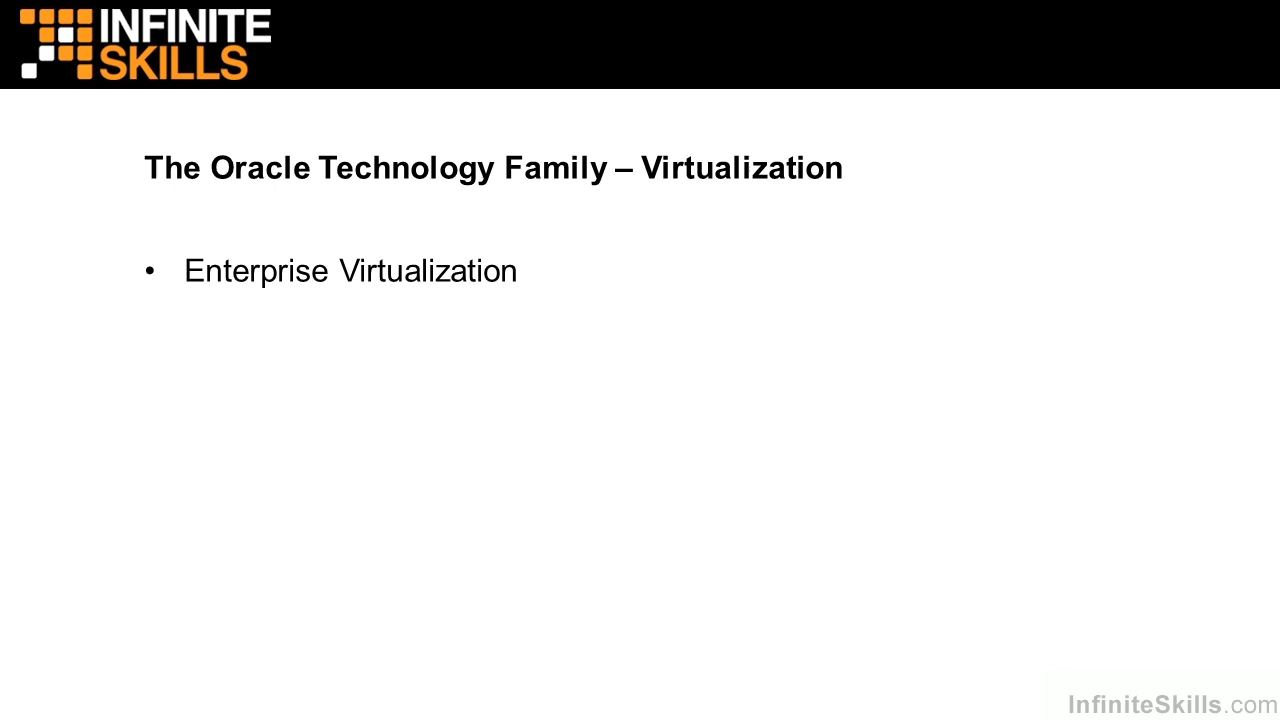 INFINITE
SKILLS
The Oracle Technology Family – Virtualization
• Enterprise Virtualization
InfiniteSkills.com